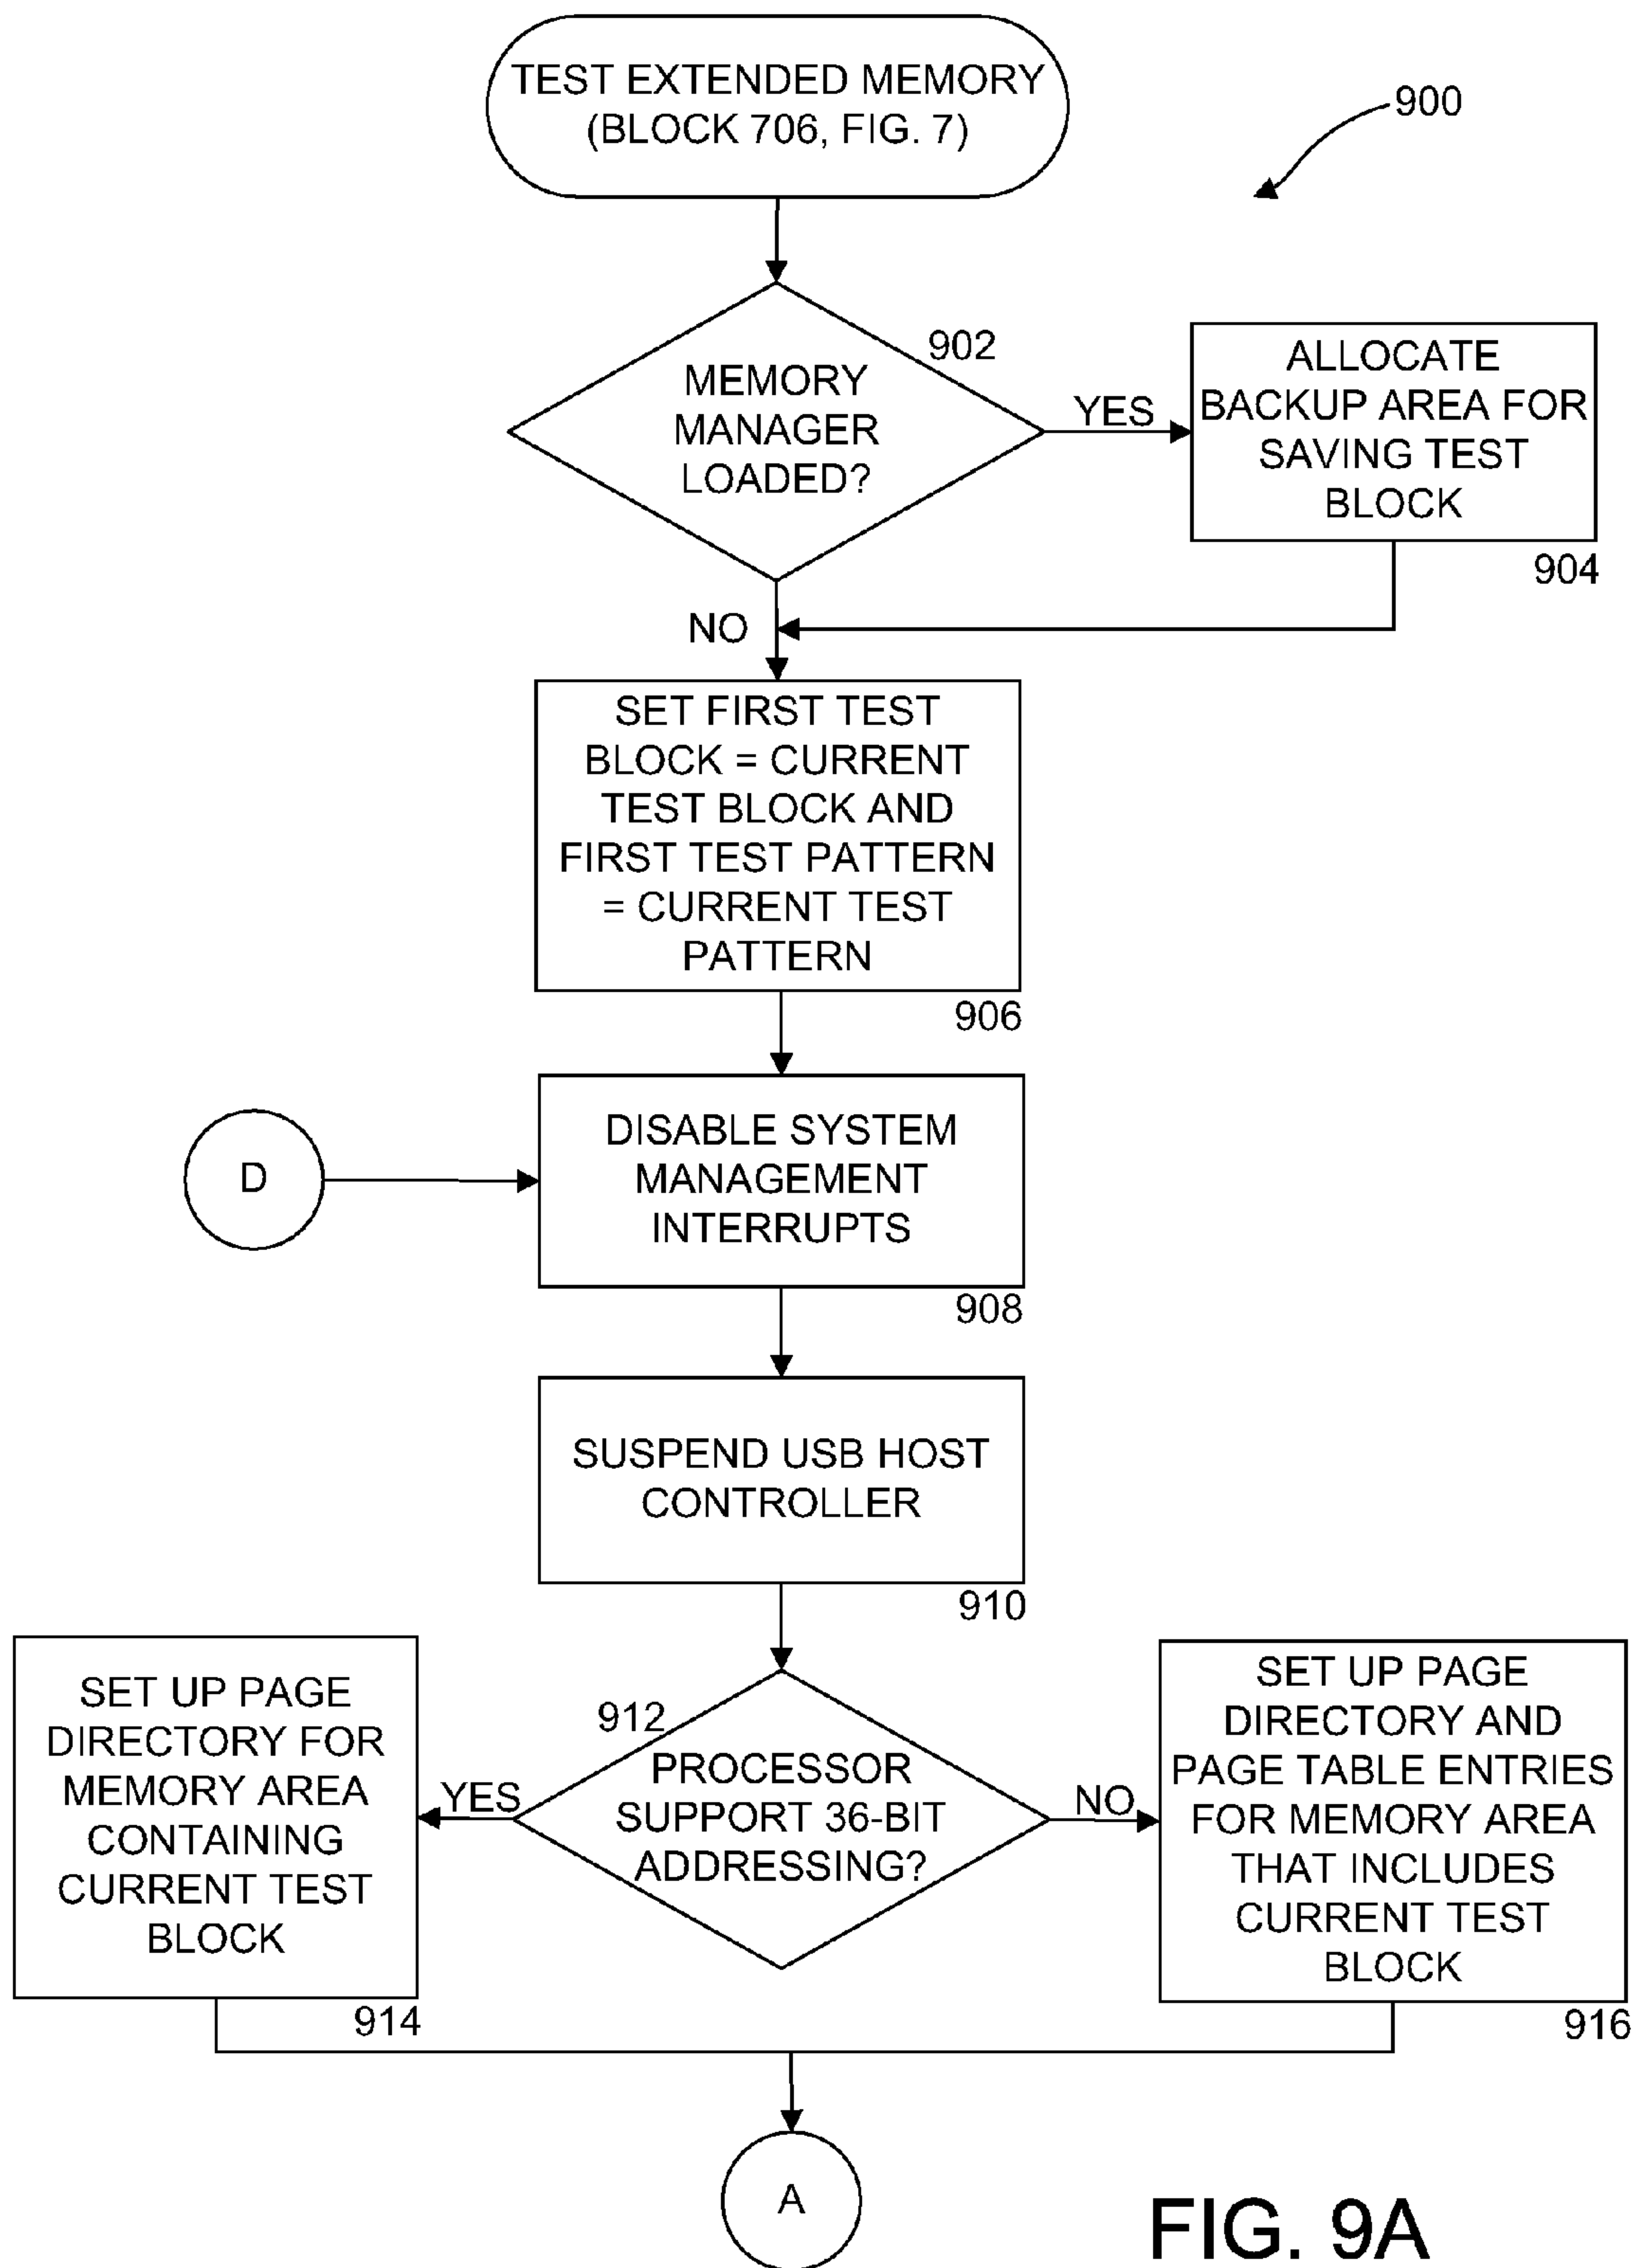 TEST EXTENDED MEMORY
(BLOCK 706, FIG. 7)
900
902
MEMORY
MANAGER
LOADED?
YES
ALLOCATE
BACKUP AREA FOR
SAVING TEST
BLOCK
904
NO
SET FIRST TEST
BLOCK = CURRENT
TEST BLOCK AND
FIRST TEST PATTERN
= CURRENT TEST
PATTERN
906
D
DISABLE SYSTEM
MANAGEMENT
INTERRUPTS
908
SUSPEND USB HOST
CONTROLLER
910
912
PROCESSOR
SUPPORT 36-BIT
ADDRESSING?
YES
SET UP PAGE
DIRECTORY FOR
MEMORY AREA
CONTAINING
CURRENT TEST
BLOCK
914
NO
SET UP PAGE
DIRECTORY AND
PAGE TABLE ENTRIES
FOR MEMORY AREA
THAT INCLUDES
CURRENT TEST
BLOCK
916
A
FIG. 9A